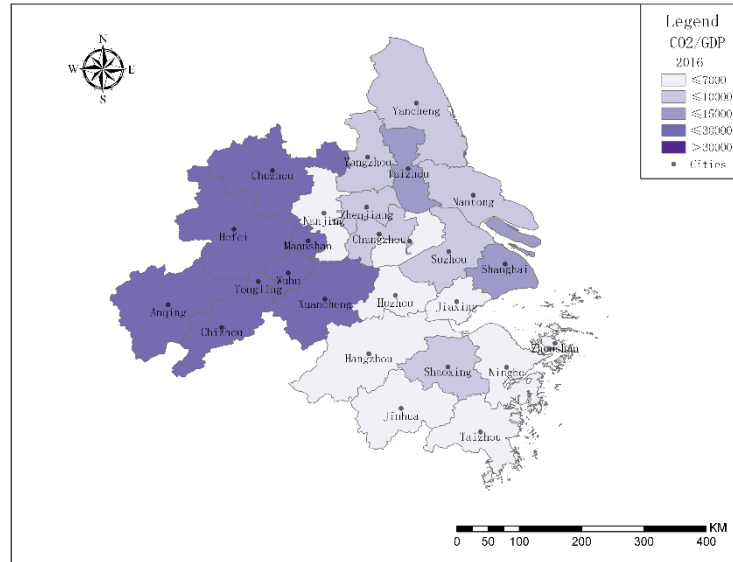 N
W E
S
Legend
CO2/GDP
2016
≤7000
≤10000
≤15000
≤30000
>30000
Cities
Yancheng
Yangzhou
Taizhou
Chuzhou
Nantong
Nanjing
Zhenjiang
Changzhou
Hefei
Maanshan
Suzhou
Shanghai
Wuhu
Tongling
Xuancheng
Huzhou
Jiaxing
Anqing
Chizhou
Zhoushan
Hangzhou
Shaoxing
Ningbo
Jinhua
Taizhou
KM
0 50 100 200 300 400